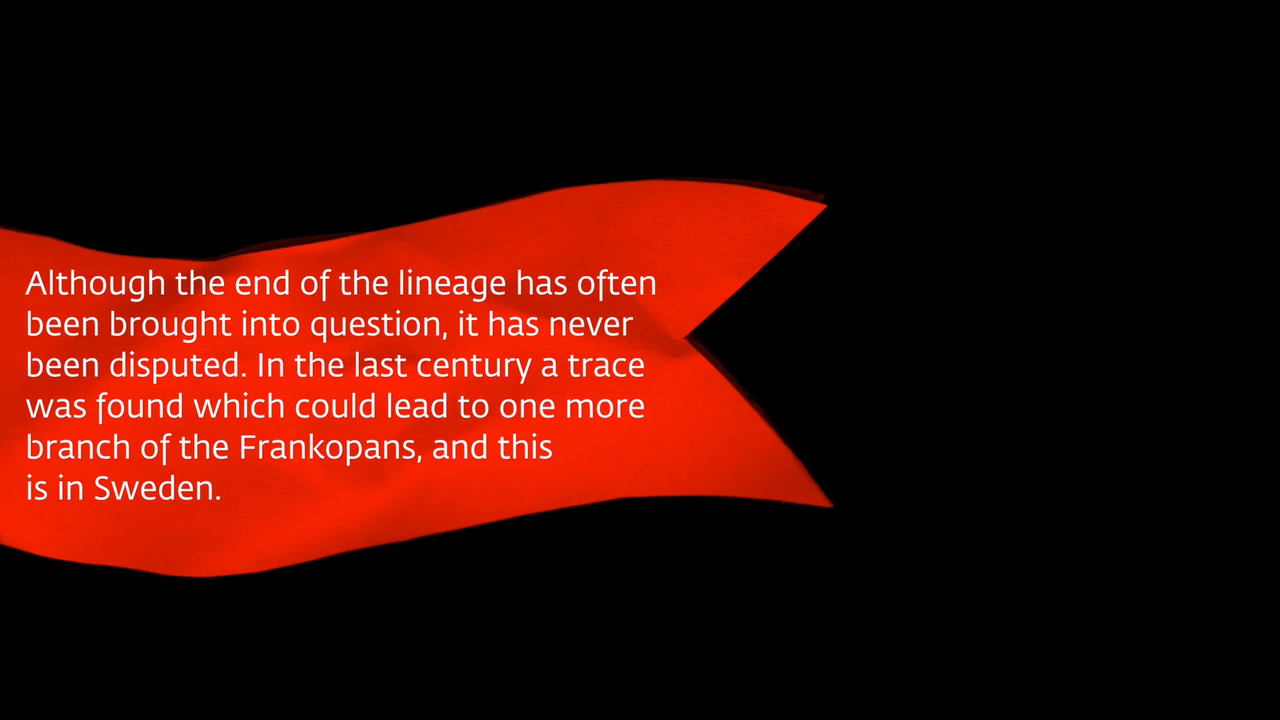 Although the end of the lineage has often
been brought into question, it has never
been disputed. In the last century a trace
was found which could lead to one more
branch of the Frankopans, and this
is in Sweden.